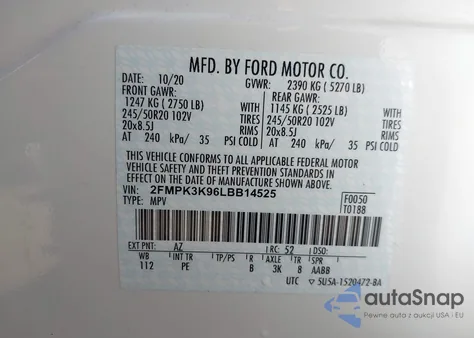 MFD. BY FORD MOTOR CO.
DATE: 10/20 GVWR: 2390 KG ( 5270 LB)
FRONT GAWR: REAR GAWR:
1247 KG ( 2750 LB) WITH 1145 KG ( 2525 LB) WITH
245/50R20 102V TIRES 245/50R20 102V TIRES
20x8.5J RIMS 20x8.5J RIMS
AT 240 kPa/ 35 PSI COLD AT 240 kPa/ 35 PSI COLD
THIS VEHICLE CONFORMS TO ALL APPLICABLE FEDERAL MOTOR
VEHICLE SAFETY, BUMPER, AND THEFT PREVENTION STANDARDS IN
EFFECT ON THE DATE OF MANUFACTURE SHOWN ABOVE.
VIN: 2FMPK3K96LBB14525 F0050
TYPE: MPV T0188
EXT PNT: AZ RC: 52 DSO:
WB INT TR TP/PS R AXLE TR SPR
112 PE B 3K 8 AABB
UTC 5U5A-1520472-BA
autoSnap
Pewne auta z aukcji USA i EU